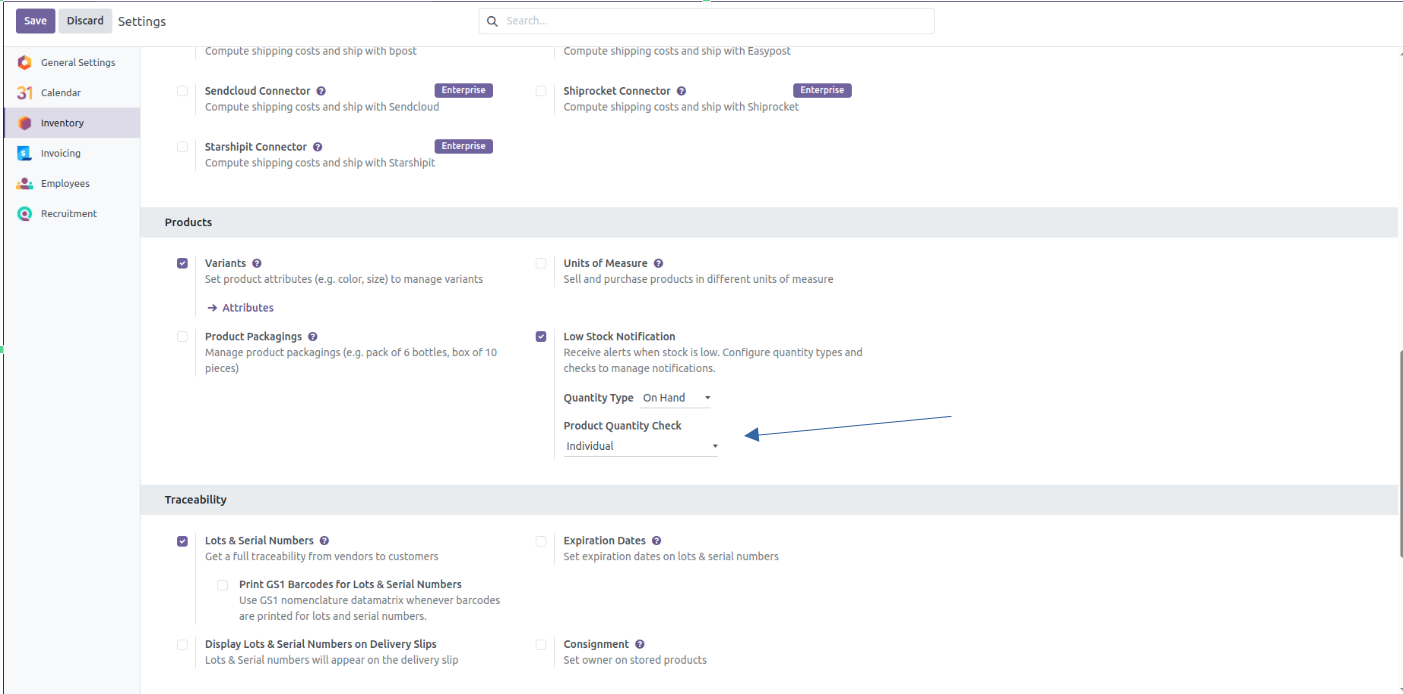 Save Discard Settings Search...
General Settings
31 Calendar
Inventory
Invoicing
Employees
Recruitment
Compute shipping costs and ship with bpost
Compute shipping costs and ship with Easypost
Sendcloud Connector ? Enterprise
Compute shipping costs and ship with Sendcloud
Shiprocket Connector ? Enterprise
Compute shipping costs and ship with Shiprocket
Starshipit Connector ? Enterprise
Compute shipping costs and ship with Starshipit
Products
Variants ?
Set product attributes (e.g. color, size) to manage variants
→ Attributes
Units of Measure ?
Sell and purchase products in different units of measure
Product Packagings ?
Manage product packagings (e.g. pack of 6 bottles, box of 10
pieces)
Low Stock Notification
Receive alerts when stock is low. Configure quantity types and
checks to manage notifications.
Quantity Type On Hand
Product Quantity Check
Individual
Traceability
Lots & Serial Numbers ?
Get a full traceability from vendors to customers
Print GS1 Barcodes for Lots & Serial Numbers
Use GS1 nomenclature datamatrix whenever barcodes
are printed for lots and serial numbers.
Expiration Dates ?
Set expiration dates on lots & serial numbers
Display Lots & Serial Numbers on Delivery Slips
Lots & Serial numbers will appear on the delivery slip
Consignment ?
Set owner on stored products